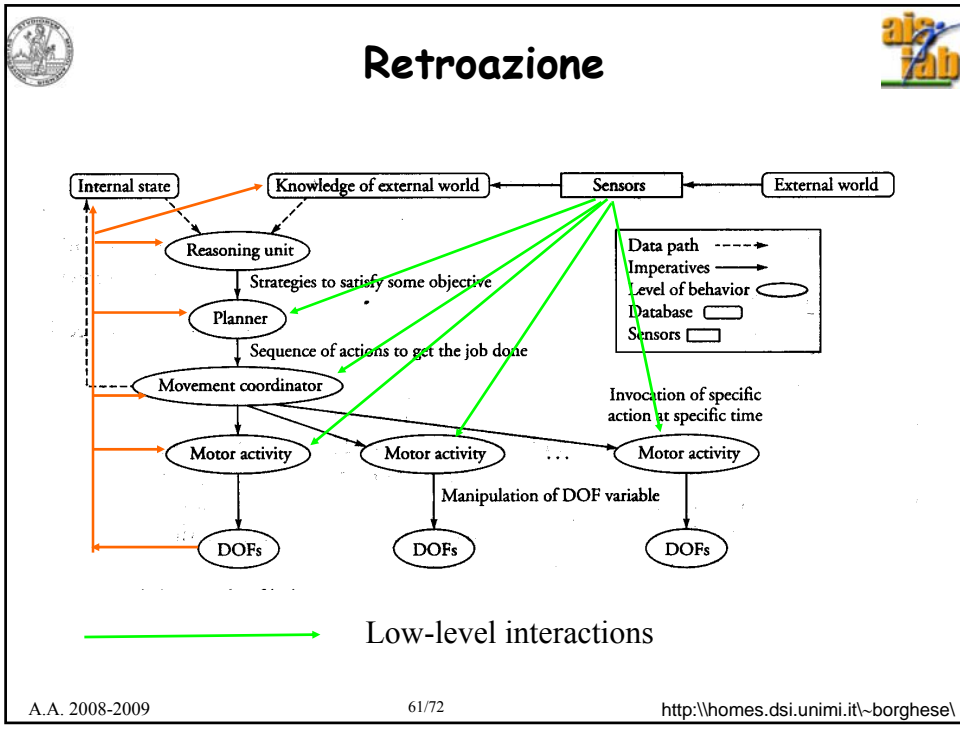 Retroazione
ais
lab
Internal state
Knowledge of external world
Sensors
External world
Reasoning unit
Data path
Imperatives
Level of behavior
Database
Sensors
Strategies to satisfy some objective
Planner
Sequence of actions to get the job done
Movement coordinator
Invocation of specific
action at specific time
Motor activity
Motor activity
. . .
Motor activity
Manipulation of DOF variable
DOFs
DOFs
DOFs
Low-level interactions
A.A. 2008-2009
61/72
http:\\homes.dsi.unimi.it\~borghese\